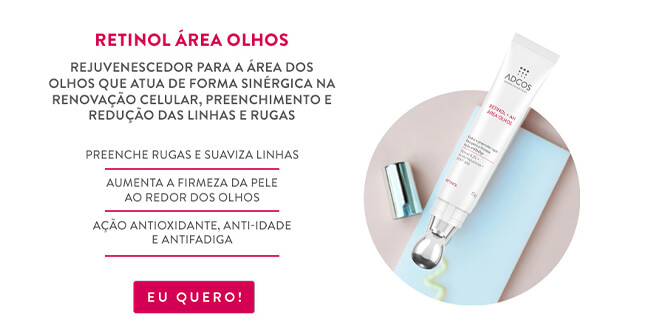 RETINOL ÁREA OLHOS
REJUVENESCEDOR PARA A ÁREA DOS
OLHOS QUE ATUA DE FORMA SINÉRGICA NA
RENOVAÇÃO CELULAR, PREENCHIMENTO E
REDUÇÃO DAS LINHAS E RUGAS
PREENCHE RUGAS E SUAVIZA LINHAS
AUMENTA A FIRMEZA DA PELE
AO REDOR DOS OLHOS
AÇÃO ANTIOXIDANTE, ANTI-IDADE
E ANTIFADIGA
EU QUERO!
ADCOS
RETINOL + AH
ÁREA OLHOS